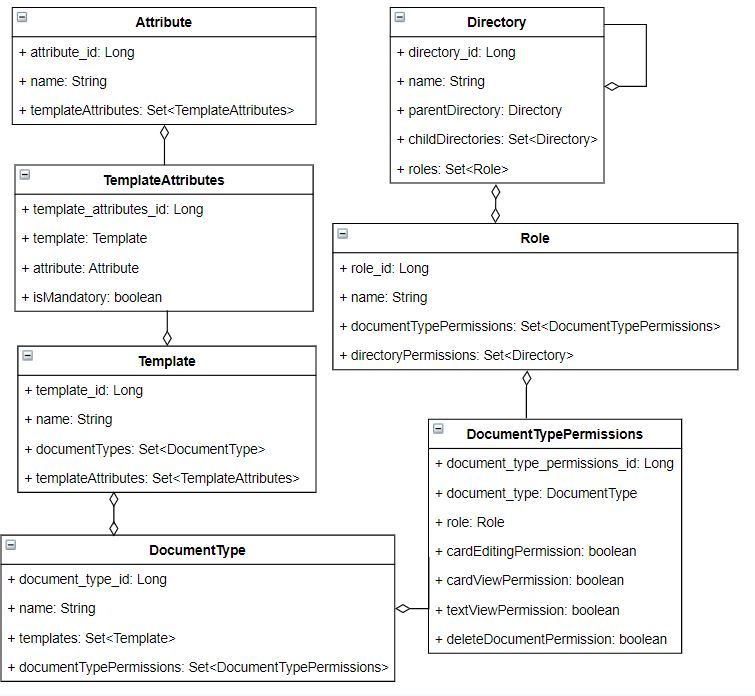 Attribute
+ attribute_id: Long
+ name: String
+ templateAttributes: Set<TemplateAttributes>
TemplateAttributes
+ template_attributes_id: Long
+ template: Template
+ attribute: Attribute
+ isMandatory: boolean
Template
+ template_id: Long
+ name: String
+ documentTypes: Set<DocumentType>
+ templateAttributes: Set<TemplateAttributes>
DocumentType
+ document_type_id: Long
+ name: String
+ templates: Set<Template>
+ documentTypePermissions: Set<DocumentTypePermissions>
Directory
+ directory_id: Long
+ name: String
+ parentDirectory: Directory
+ childDirectories: Set<Directory>
+ roles: Set<Role>
Role
+ role_id: Long
+ name: String
+ documentTypePermissions: Set<DocumentTypePermissions>
+ directoryPermissions: Set<Directory>
DocumentTypePermissions
+ document_type_permissions_id: Long
+ document_type: DocumentType
+ role: Role
+ cardEditingPermission: boolean
+ cardViewPermission: boolean
+ textViewPermission: boolean
+ deleteDocumentPermission: boolean